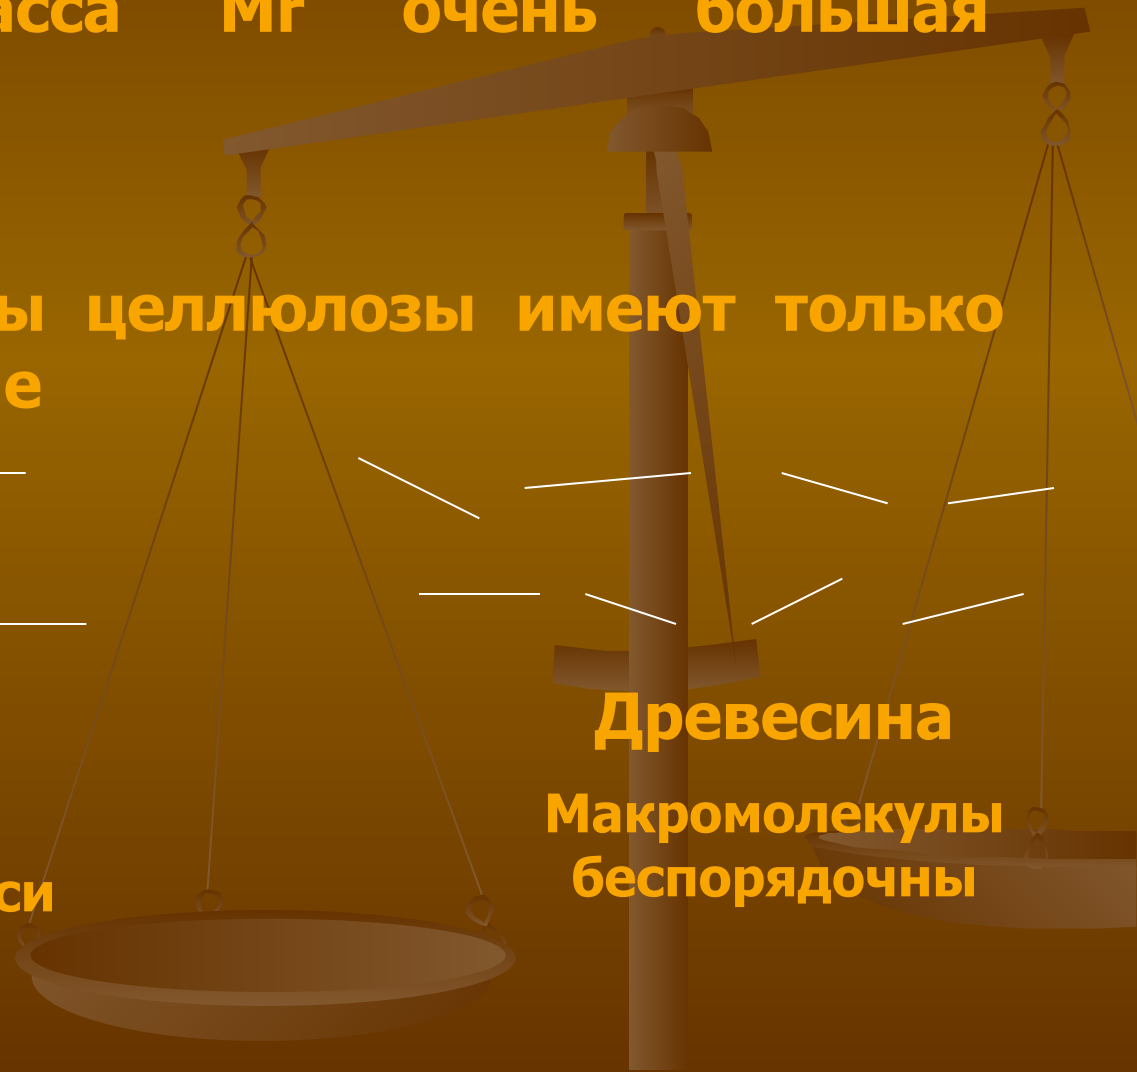 асса Mr очень большая
ы целлюлозы имеют только
е
Древесина
Макромолекулы
беспорядочны
си